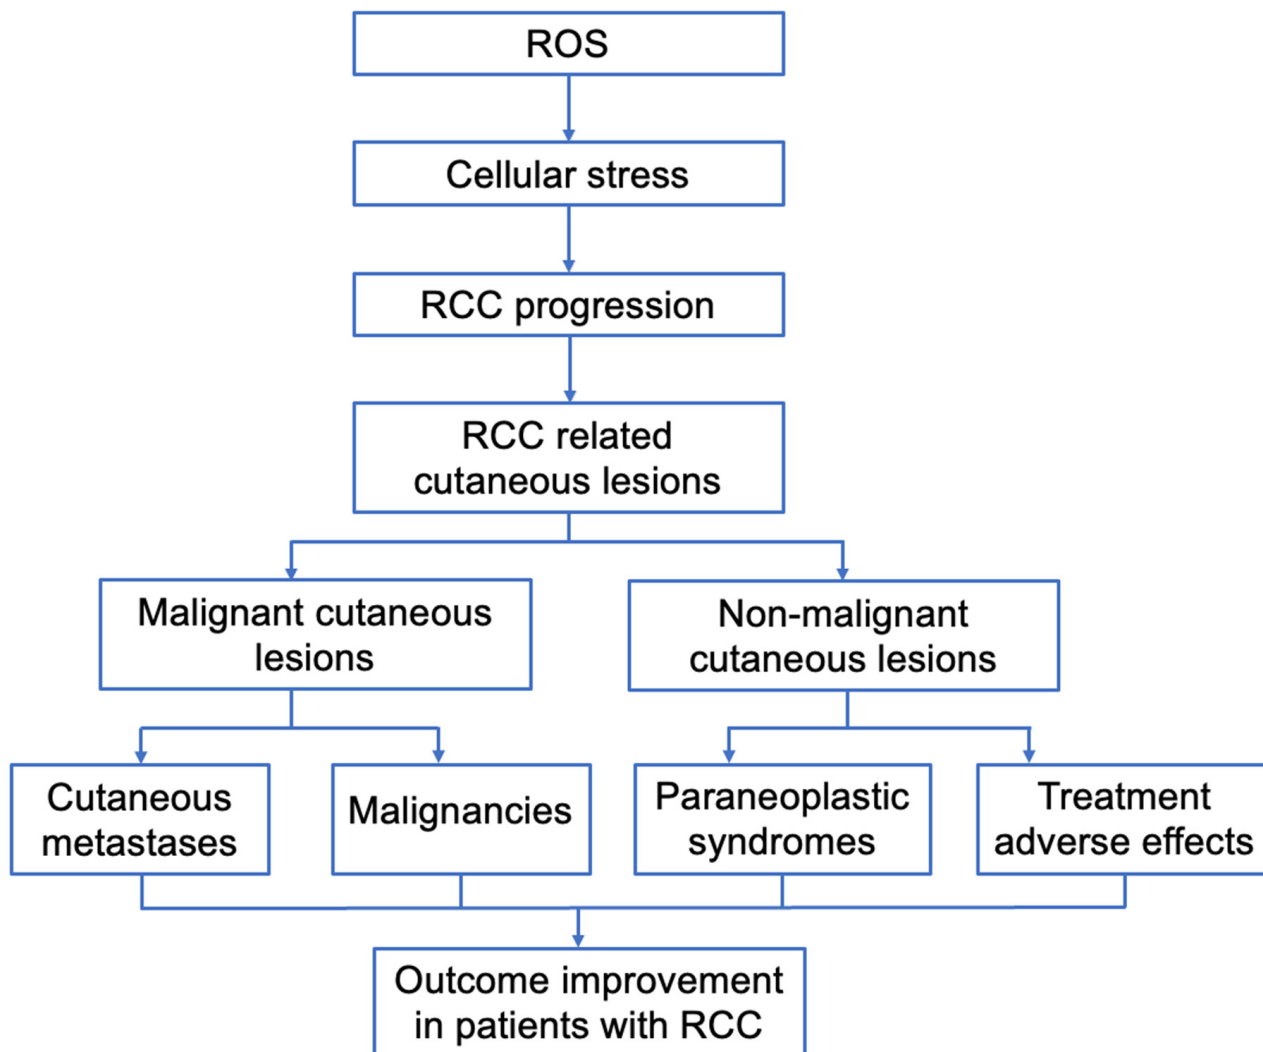 ROS
Cellular stress
RCC progression
RCC related
cutaneous lesions
Malignant cutaneous
lesions
Non-malignant
cutaneous lesions
Cutaneous
metastases
Malignancies
Paraneoplastic
syndromes
Treatment
adverse effects
Outcome improvement
in patients with RCC